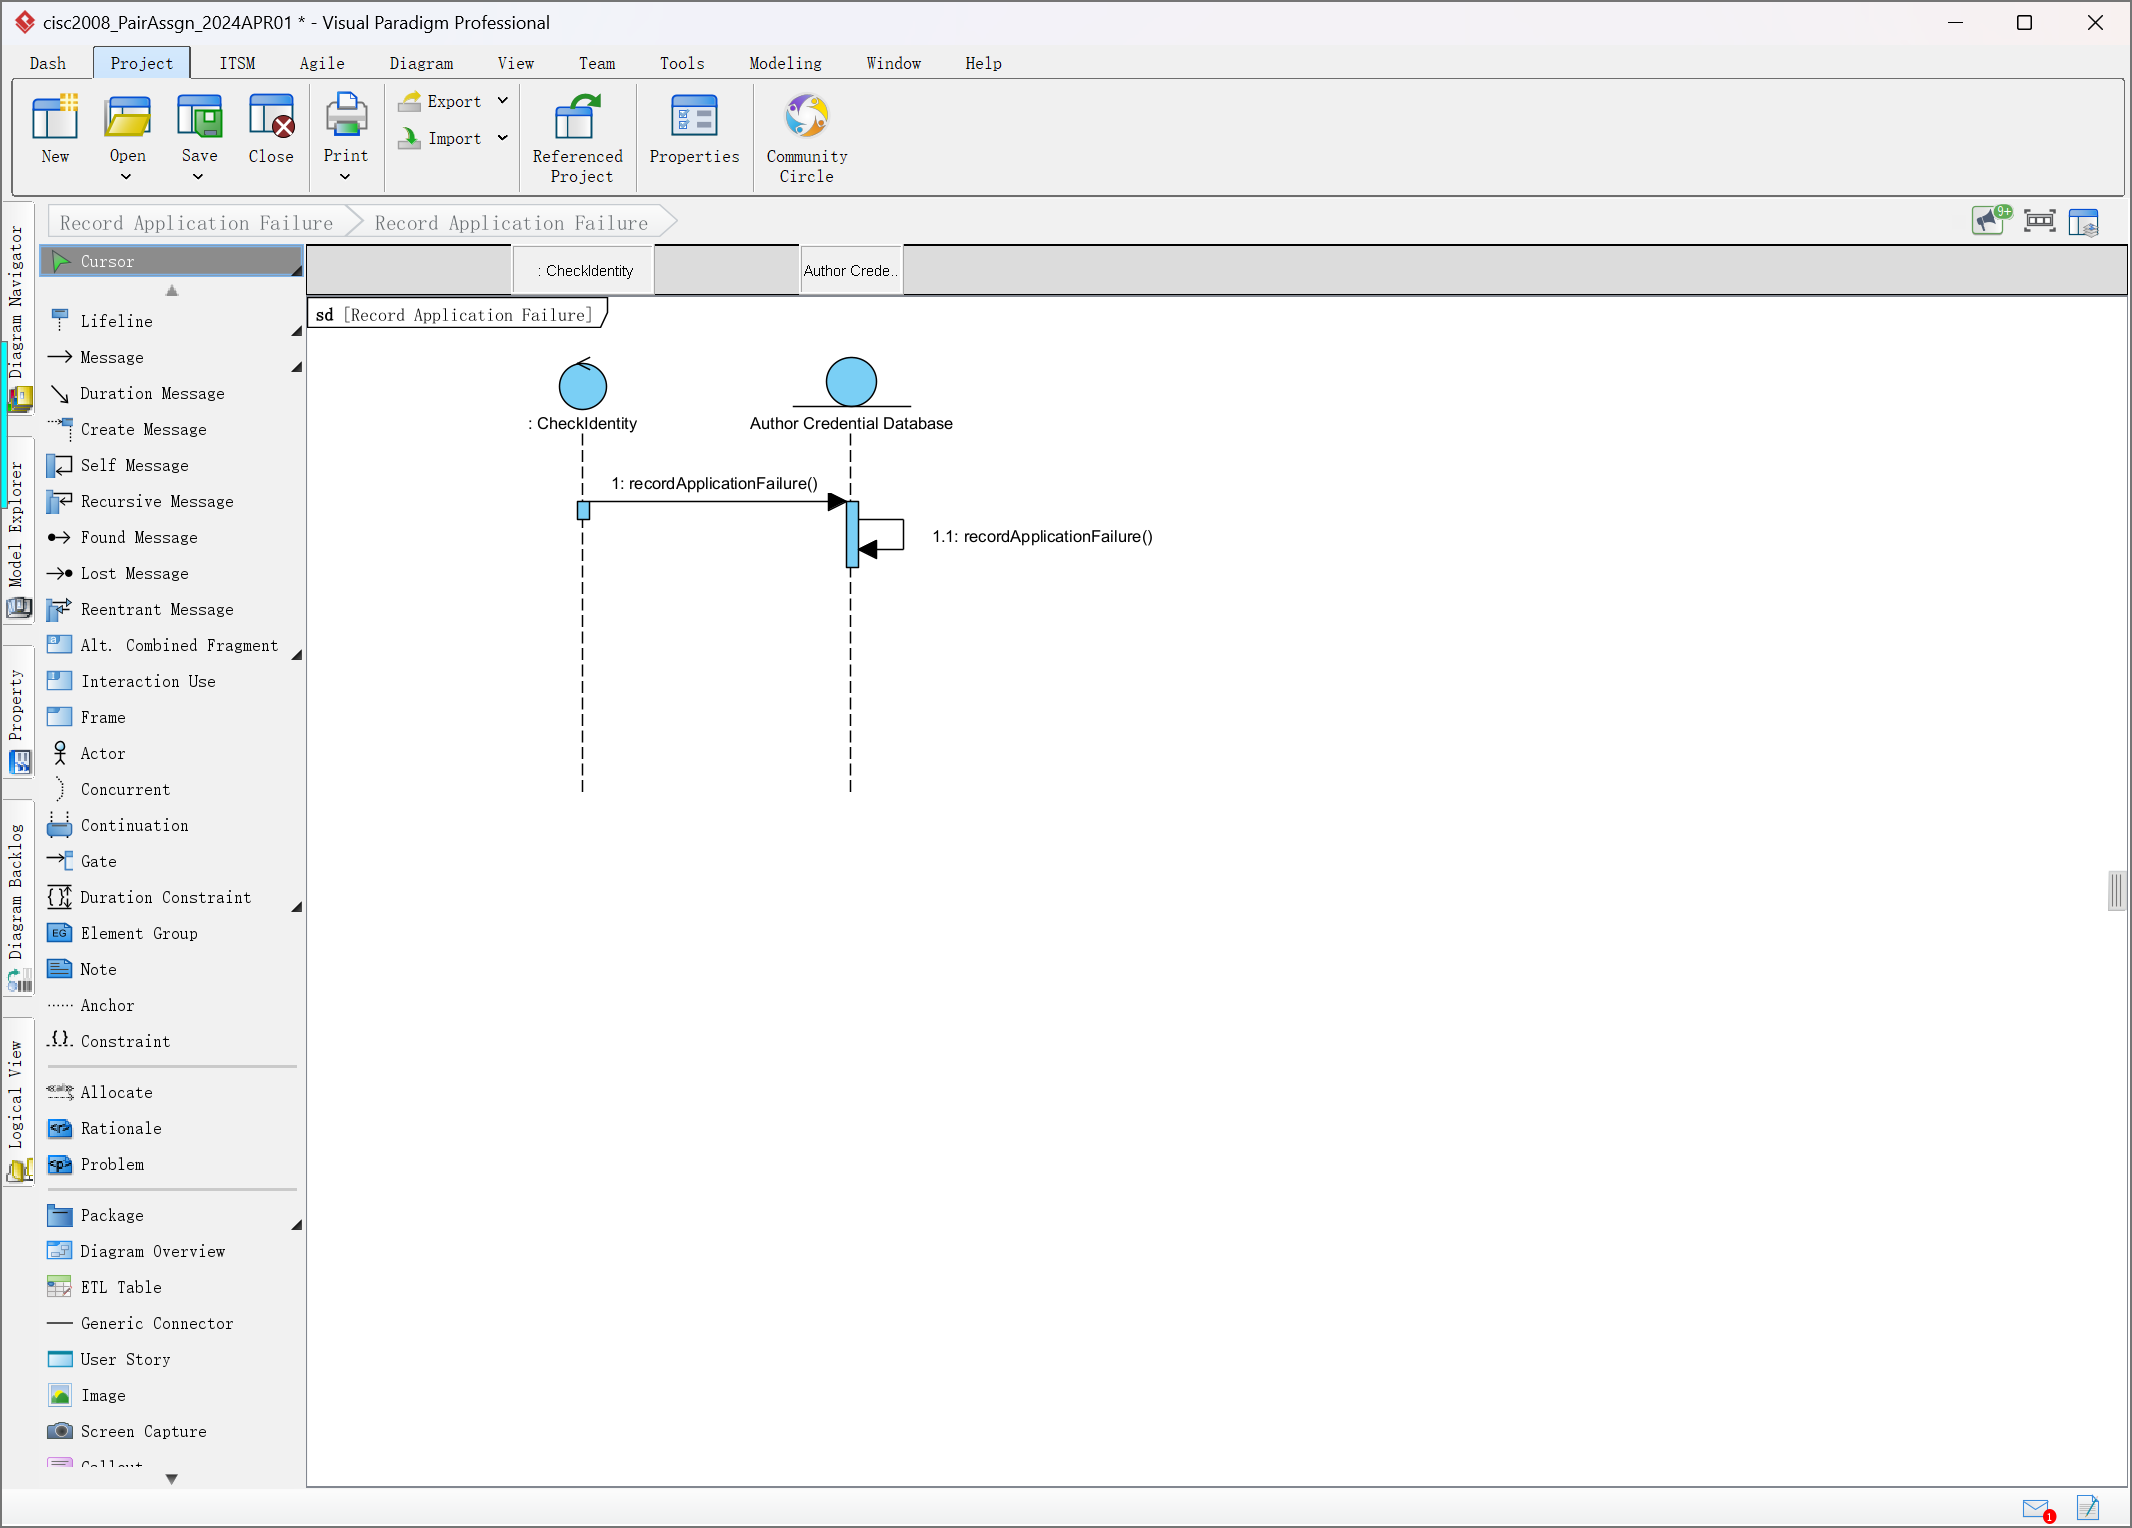 cisc2008_PairAssgn_2024APR01 * - Visual Paradigm Professional
Dash Project ITSM Agile Diagram View Team Tools Modeling Window Help
New Open Save Close Print Export Import Referenced Project Properties Community Circle
Record Application Failure Record Application Failure
9+
Diagram Navigator
Model Explorer
Property
Diagram Backlog
Logical View
Cursor
Lifeline
Message
Duration Message
Create Message
Self Message
Recursive Message
Found Message
Lost Message
Reentrant Message
Alt. Combined Fragment
Interaction Use
Frame
Actor
Concurrent
Continuation
Gate
Duration Constraint
EG Element Group
Note
Anchor
Constraint
Allocate
<r> Rationale
<p> Problem
Package
Diagram Overview
ETL Table
Generic Connector
User Story
Image
Screen Capture
Callout
: CheckIdentity Author Crede..
sd [Record Application Failure]
: CheckIdentity Author Credential Database
1: recordApplicationFailure()
1.1: recordApplicationFailure()
1